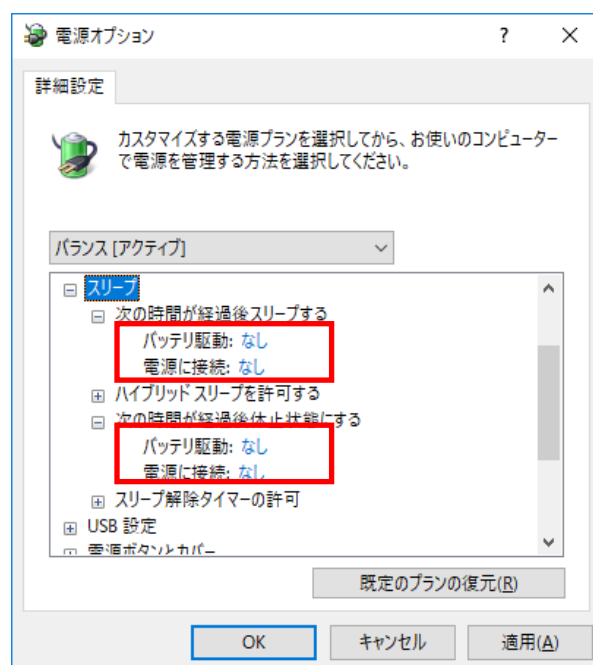 電源オプション
?
詳細設定
カスタマイズする電源プランを選択してから、お使いのコンピューター
で電源を管理する方法を選択してください。
バランス [アクティブ]
スリープ
次の時間が経過後スリープする
バッテリ駆動: なし
電源に接続: なし
ハイブリッド スリープを許可する
次の時間が経過後休止状態にする
バッテリ駆動: なし
電源に接続: なし
スリープ解除タイマーの許可
USB 設定
電源ボタンとカバー
既定のプランの復元(R)
OK
キャンセル
適用(A)